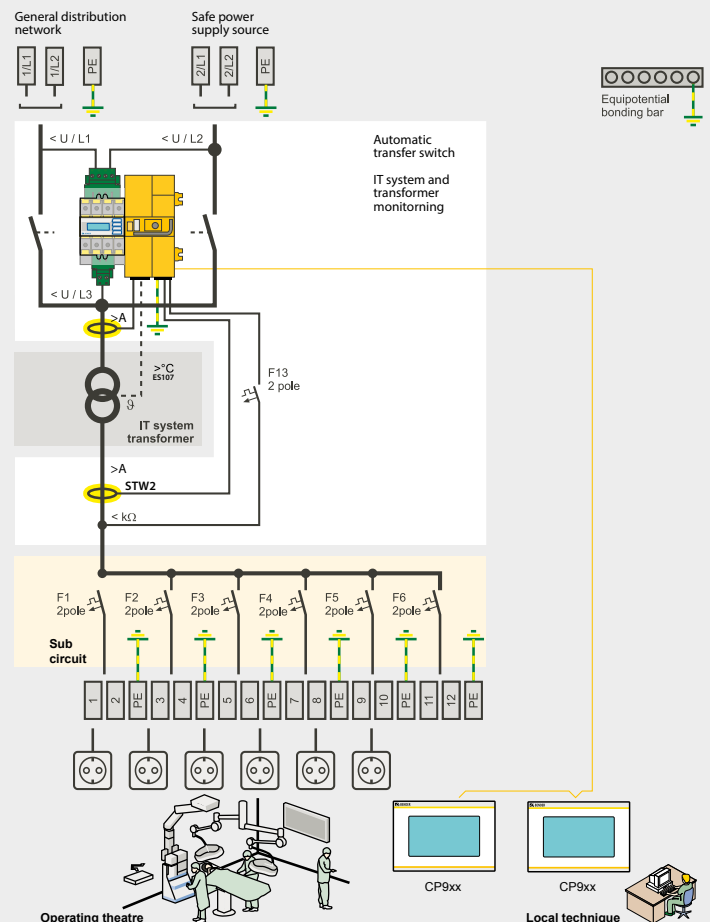 General distribution
network
Safe power
supply source
1/L1
1/L2
PE
2/L1
2/L2
PE
Equipotential
bonding bar
< U / L1
< U / L2
Automatic
transfer switch
IT system and
transformer
monitorning
< U / L3
>A
>°C
ES107
ϑ
F13
2 pole
IT system
transformer
>A
STW2
< kΩ
F1
2pole
F2
2pole
F3
2pole
F4
2pole
F5
2pole
F6
2pole
Sub
circuit
1
2
PE
3
4
PE
5
6
PE
7
8
PE
9
10
PE
11
12
PE
BENDER
BENDER
CP9xx
CP9xx
Operating theatre
Local technique